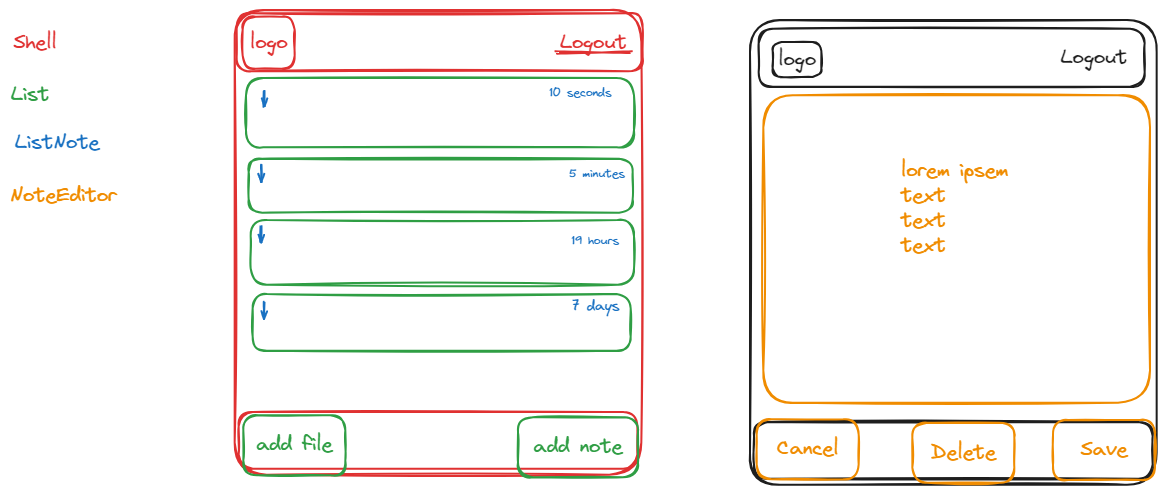 Shell
List
ListNote
NoteEditor
logo
Logout
10 seconds
5 minutes
19 hours
7 days
add file
add note
logo
Logout
lorem ipsem
text
text
text
Cancel
Delete
Save